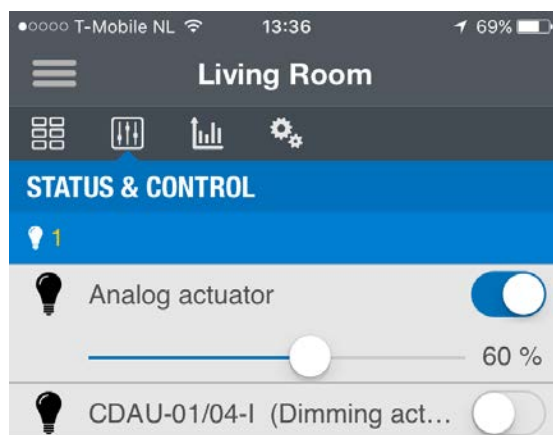 T-Mobile NL 13:36 69%
Living Room
STATUS & CONTROL
1
Analog actuator
60 %
CDAU-01/04-I (Dimming act...